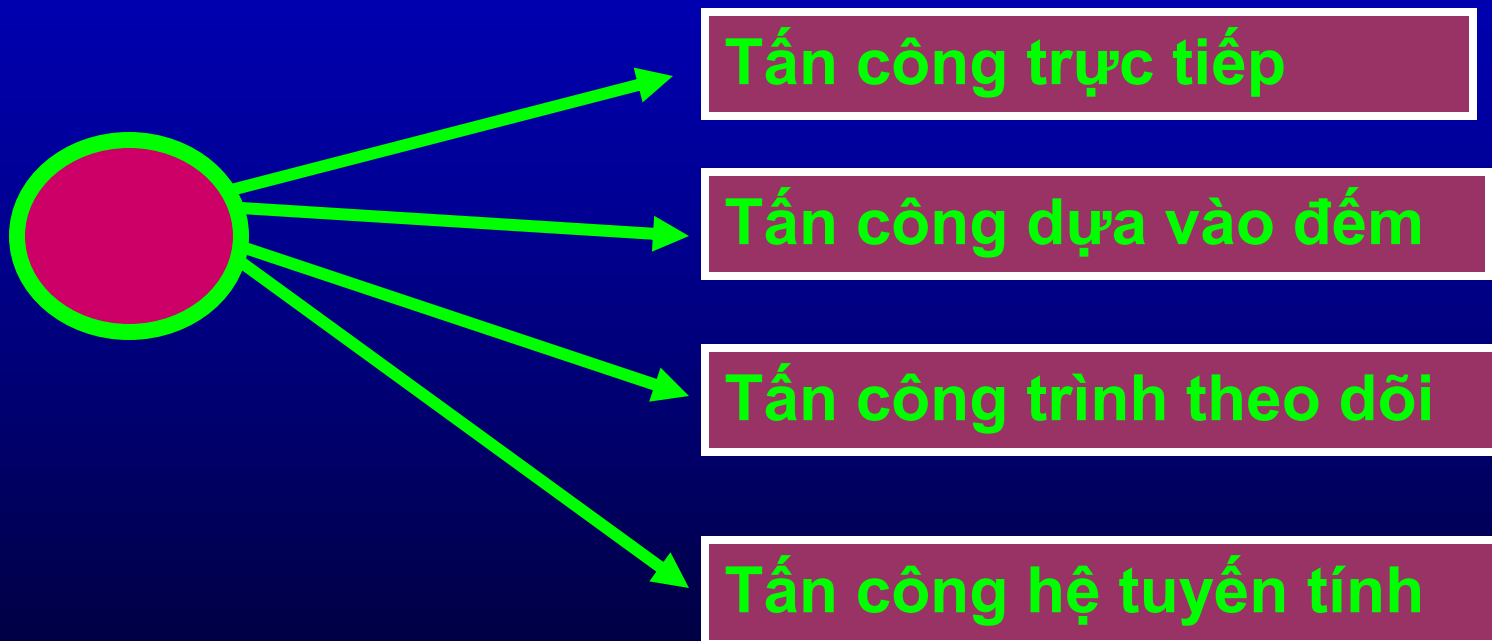 Tấn công trực tiếp
Tấn công dựa vào đếm
Tấn công trình theo dõi
Tấn công hệ tuyến tính